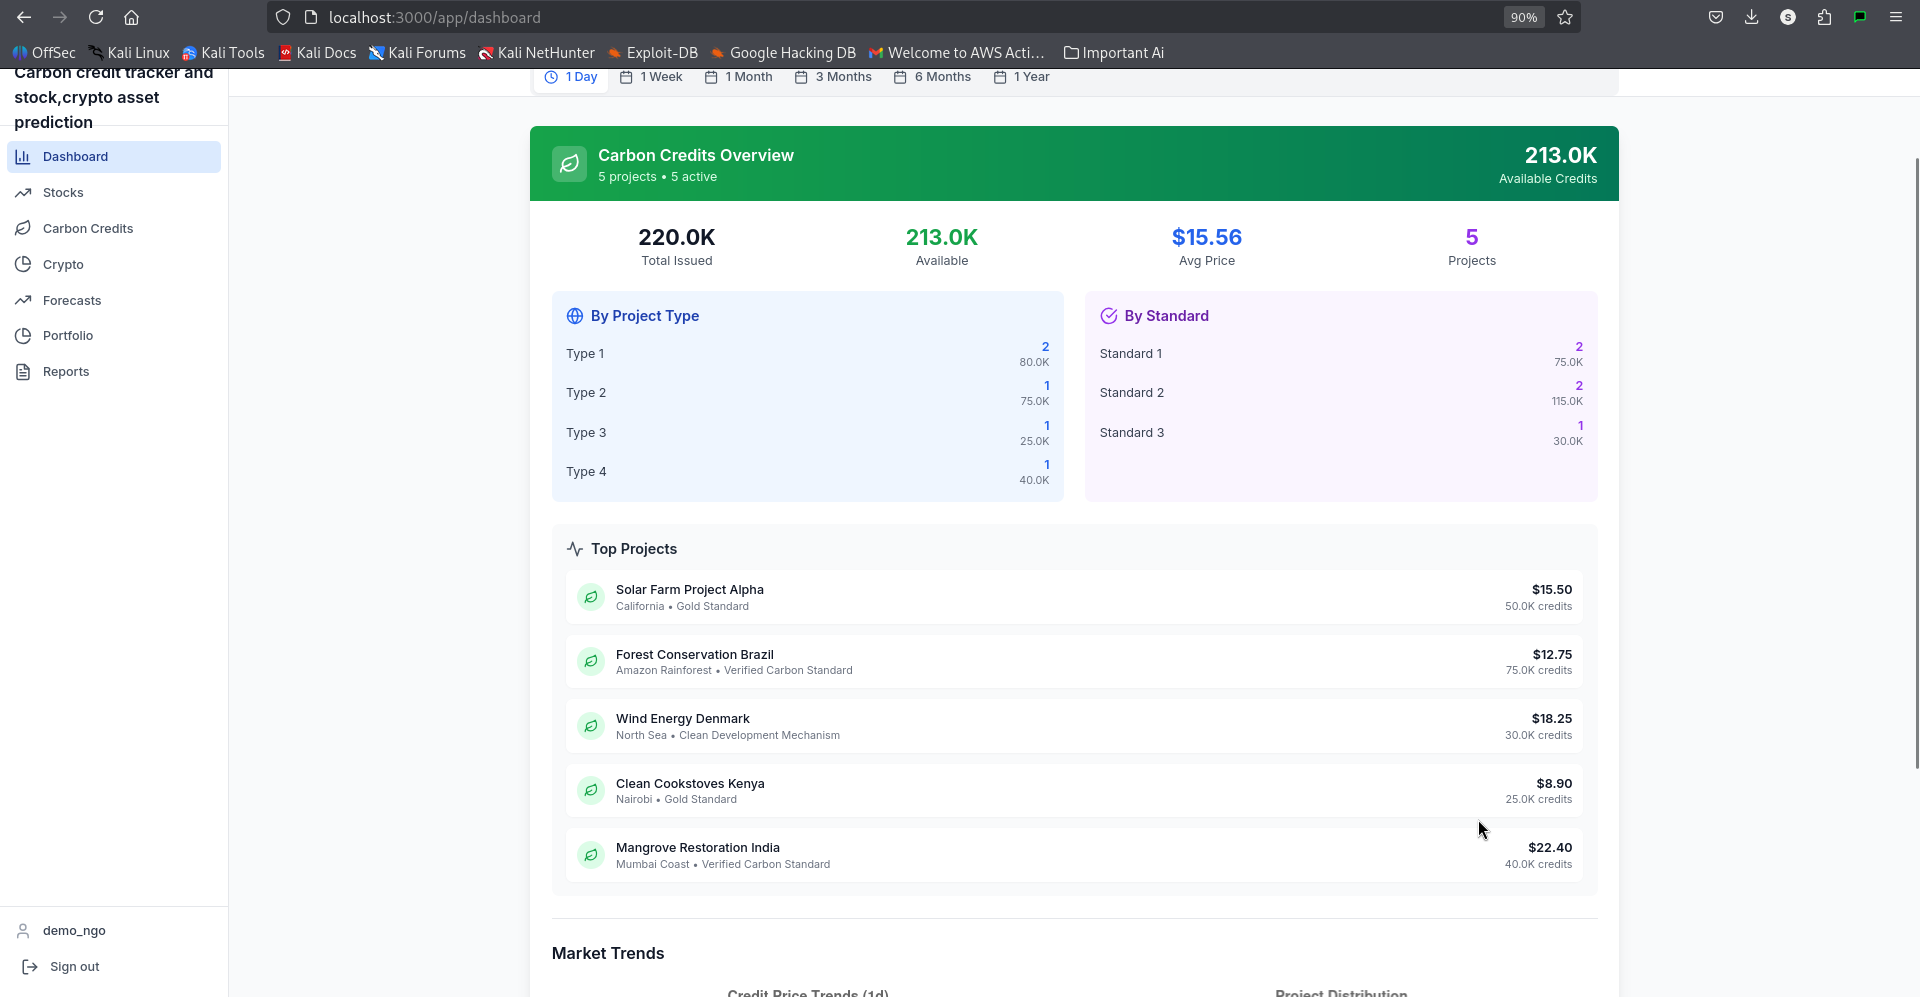 localhost:3000/app/dashboard
90%
S
OffSec
Kali Linux
Kali Tools
Kali Docs
Kali Forums
Kali NetHunter
Exploit-DB
Google Hacking DB
Welcome to AWS Acti…
Important Ai
Carbon credit tracker and
stock,crypto asset
prediction
Dashboard
Stocks
Carbon Credits
Crypto
Forecasts
Portfolio
Reports
demo_ngo
Sign out
1 Day
1 Week
1 Month
3 Months
6 Months
1 Year
Carbon Credits Overview
5 projects • 5 active
213.0K
Available Credits
220.0K
Total Issued
213.0K
Available
$15.56
Avg Price
5
Projects
By Project Type
Type 1
2
80.0K
Type 2
1
75.0K
Type 3
1
25.0K
Type 4
1
40.0K
By Standard
Standard 1
2
75.0K
Standard 2
2
115.0K
Standard 3
1
30.0K
Top Projects
Solar Farm Project Alpha
California • Gold Standard
$15.50
50.0K credits
Forest Conservation Brazil
Amazon Rainforest • Verified Carbon Standard
$12.75
75.0K credits
Wind Energy Denmark
North Sea • Clean Development Mechanism
$18.25
30.0K credits
Clean Cookstoves Kenya
Nairobi • Gold Standard
$8.90
25.0K credits
Mangrove Restoration India
Mumbai Coast • Verified Carbon Standard
$22.40
40.0K credits
Market Trends
Credit Price Trends (1d)
Project Distribution